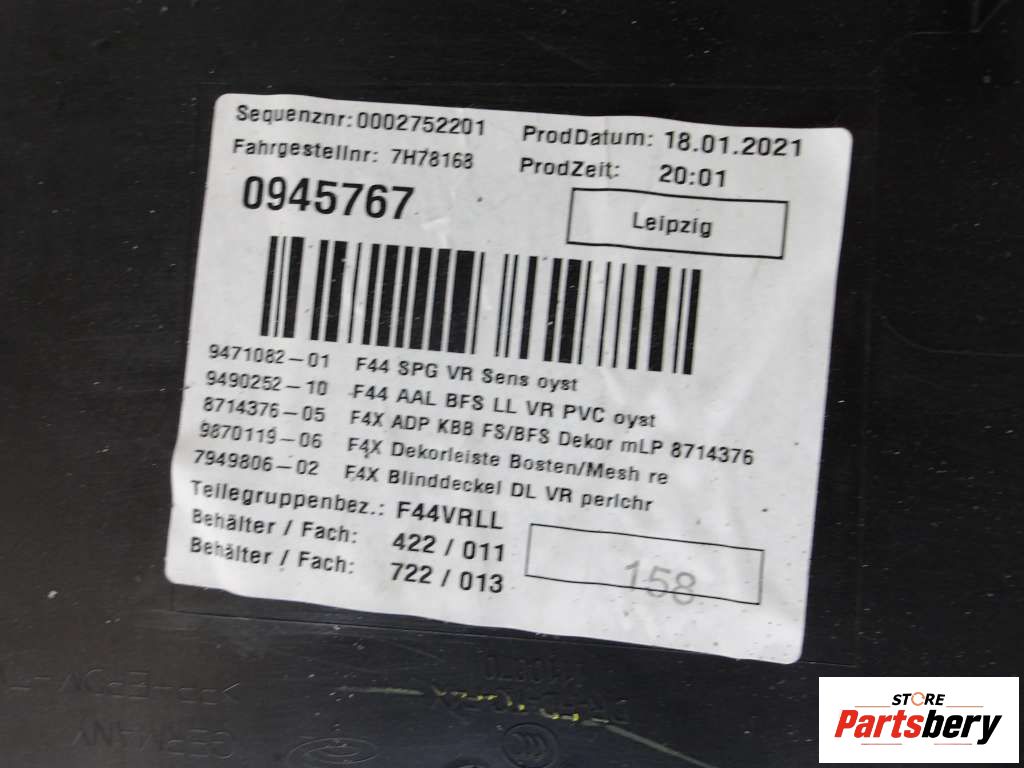 Sequenznr:0002752201 ProdDatum: 18.01.2021
Fahrgestellnr: 7H78168 ProdZeit: 20:01
0945767
Leipzig
9471082-01 F44 SPG VR Sens oyst
9490252-10 F44 AAL BFS LL VR PVC oyst
8714376-05 F4X ADP KBB FS/BFS Dekor mLP 8714376
9870119-06 F4X Dekorleiste Bosten/Mesh re
7949806-02 F4X Blinddeckel DL VR perlchr
Teilegruppenbez.: F44VRLL
Behälter / Fach: 422 / 011
Behälter / Fach: 722 / 013
158
GERMANY
STORE
Partsbery